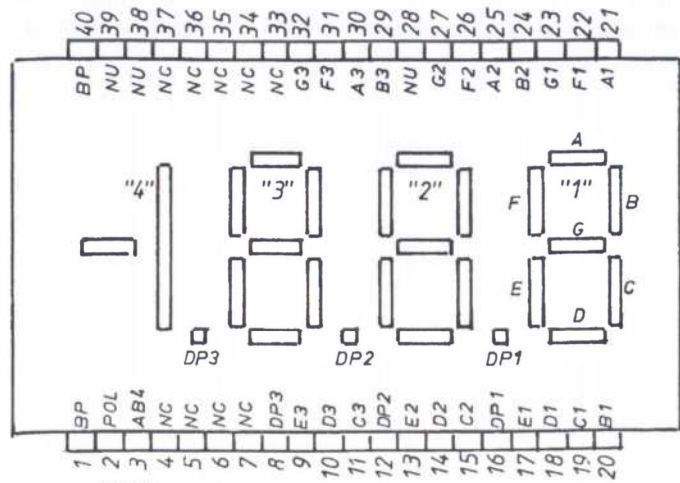 40 39 38 37 36 35 34 33 32 31 30 29 28 27 26 25 24 23 22 21
BP NU NU NC NC NC NC NC G3 F3 A3 B3 NU G2 F2 A2 B2 G1 F1 A1
A
"4" "3" "2" "1"
F B
G
E C
D
DP3 DP2 DP1
BP POL AB4 NC NC NC NC DP3 E3 D3 C3 DP2 E2 D2 C2 DP1 E1 D1 C1 B1
1 2 3 4 5 6 7 8 9 10 11 12 13 14 15 16 17 18 19 20